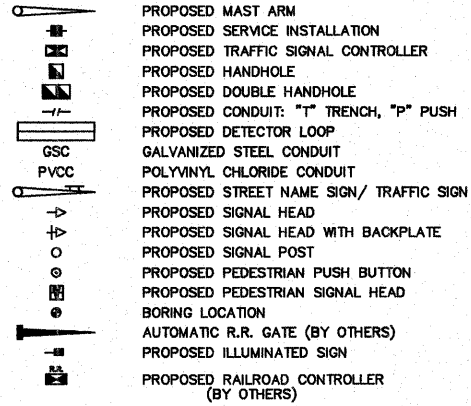 PROPOSED MAST ARM
PROPOSED SERVICE INSTALLATION
PROPOSED TRAFFIC SIGNAL CONTROLLER
PROPOSED HANDHOLE
PROPOSED DOUBLE HANDHOLE
PROPOSED CONDUIT: "T" TRENCH, "P" PUSH
PROPOSED DETECTOR LOOP
GSC GALVANIZED STEEL CONDUIT
PVCC POLYVINYL CHLORIDE CONDUIT
PROPOSED STREET NAME SIGN/ TRAFFIC SIGN
PROPOSED SIGNAL HEAD
PROPOSED SIGNAL HEAD WITH BACKPLATE
PROPOSED SIGNAL POST
PROPOSED PEDESTRIAN PUSH BUTTON
PROPOSED PEDESTRIAN SIGNAL HEAD
BORING LOCATION
AUTOMATIC R.R. GATE (BY OTHERS)
PROPOSED ILLUMINATED SIGN
R.R. PROPOSED RAILROAD CONTROLLER
(BY OTHERS)